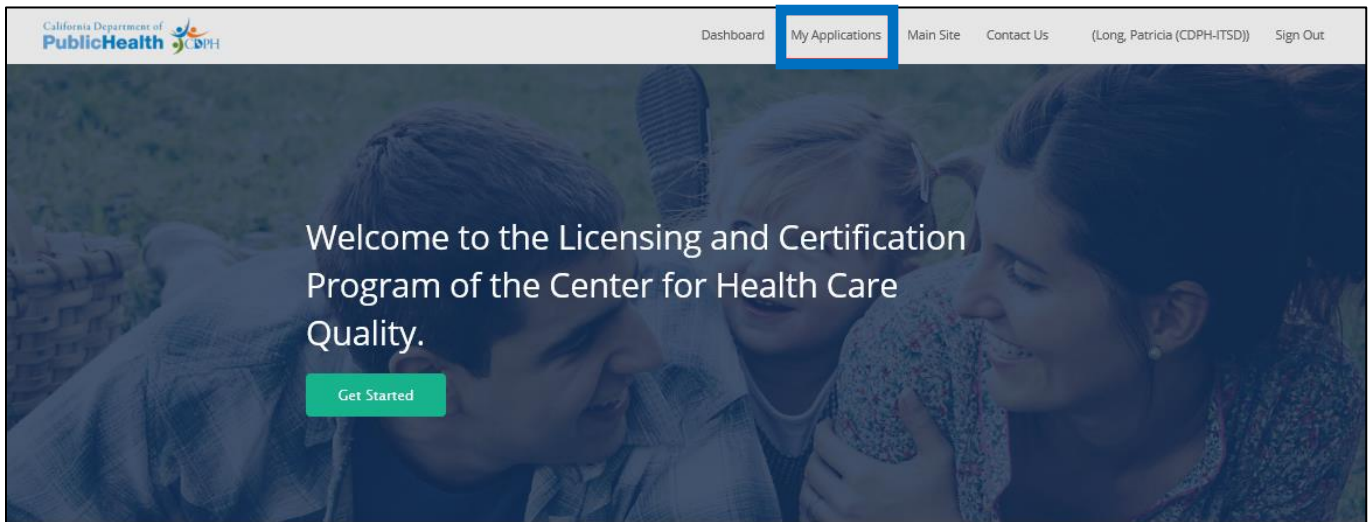 California Department of
PublicHealth CDPH
Dashboard My Applications Main Site Contact Us (Long, Patricia (CDPH-ITSD)) Sign Out
Welcome to the Licensing and Certification
Program of the Center for Health Care
Quality.
Get Started